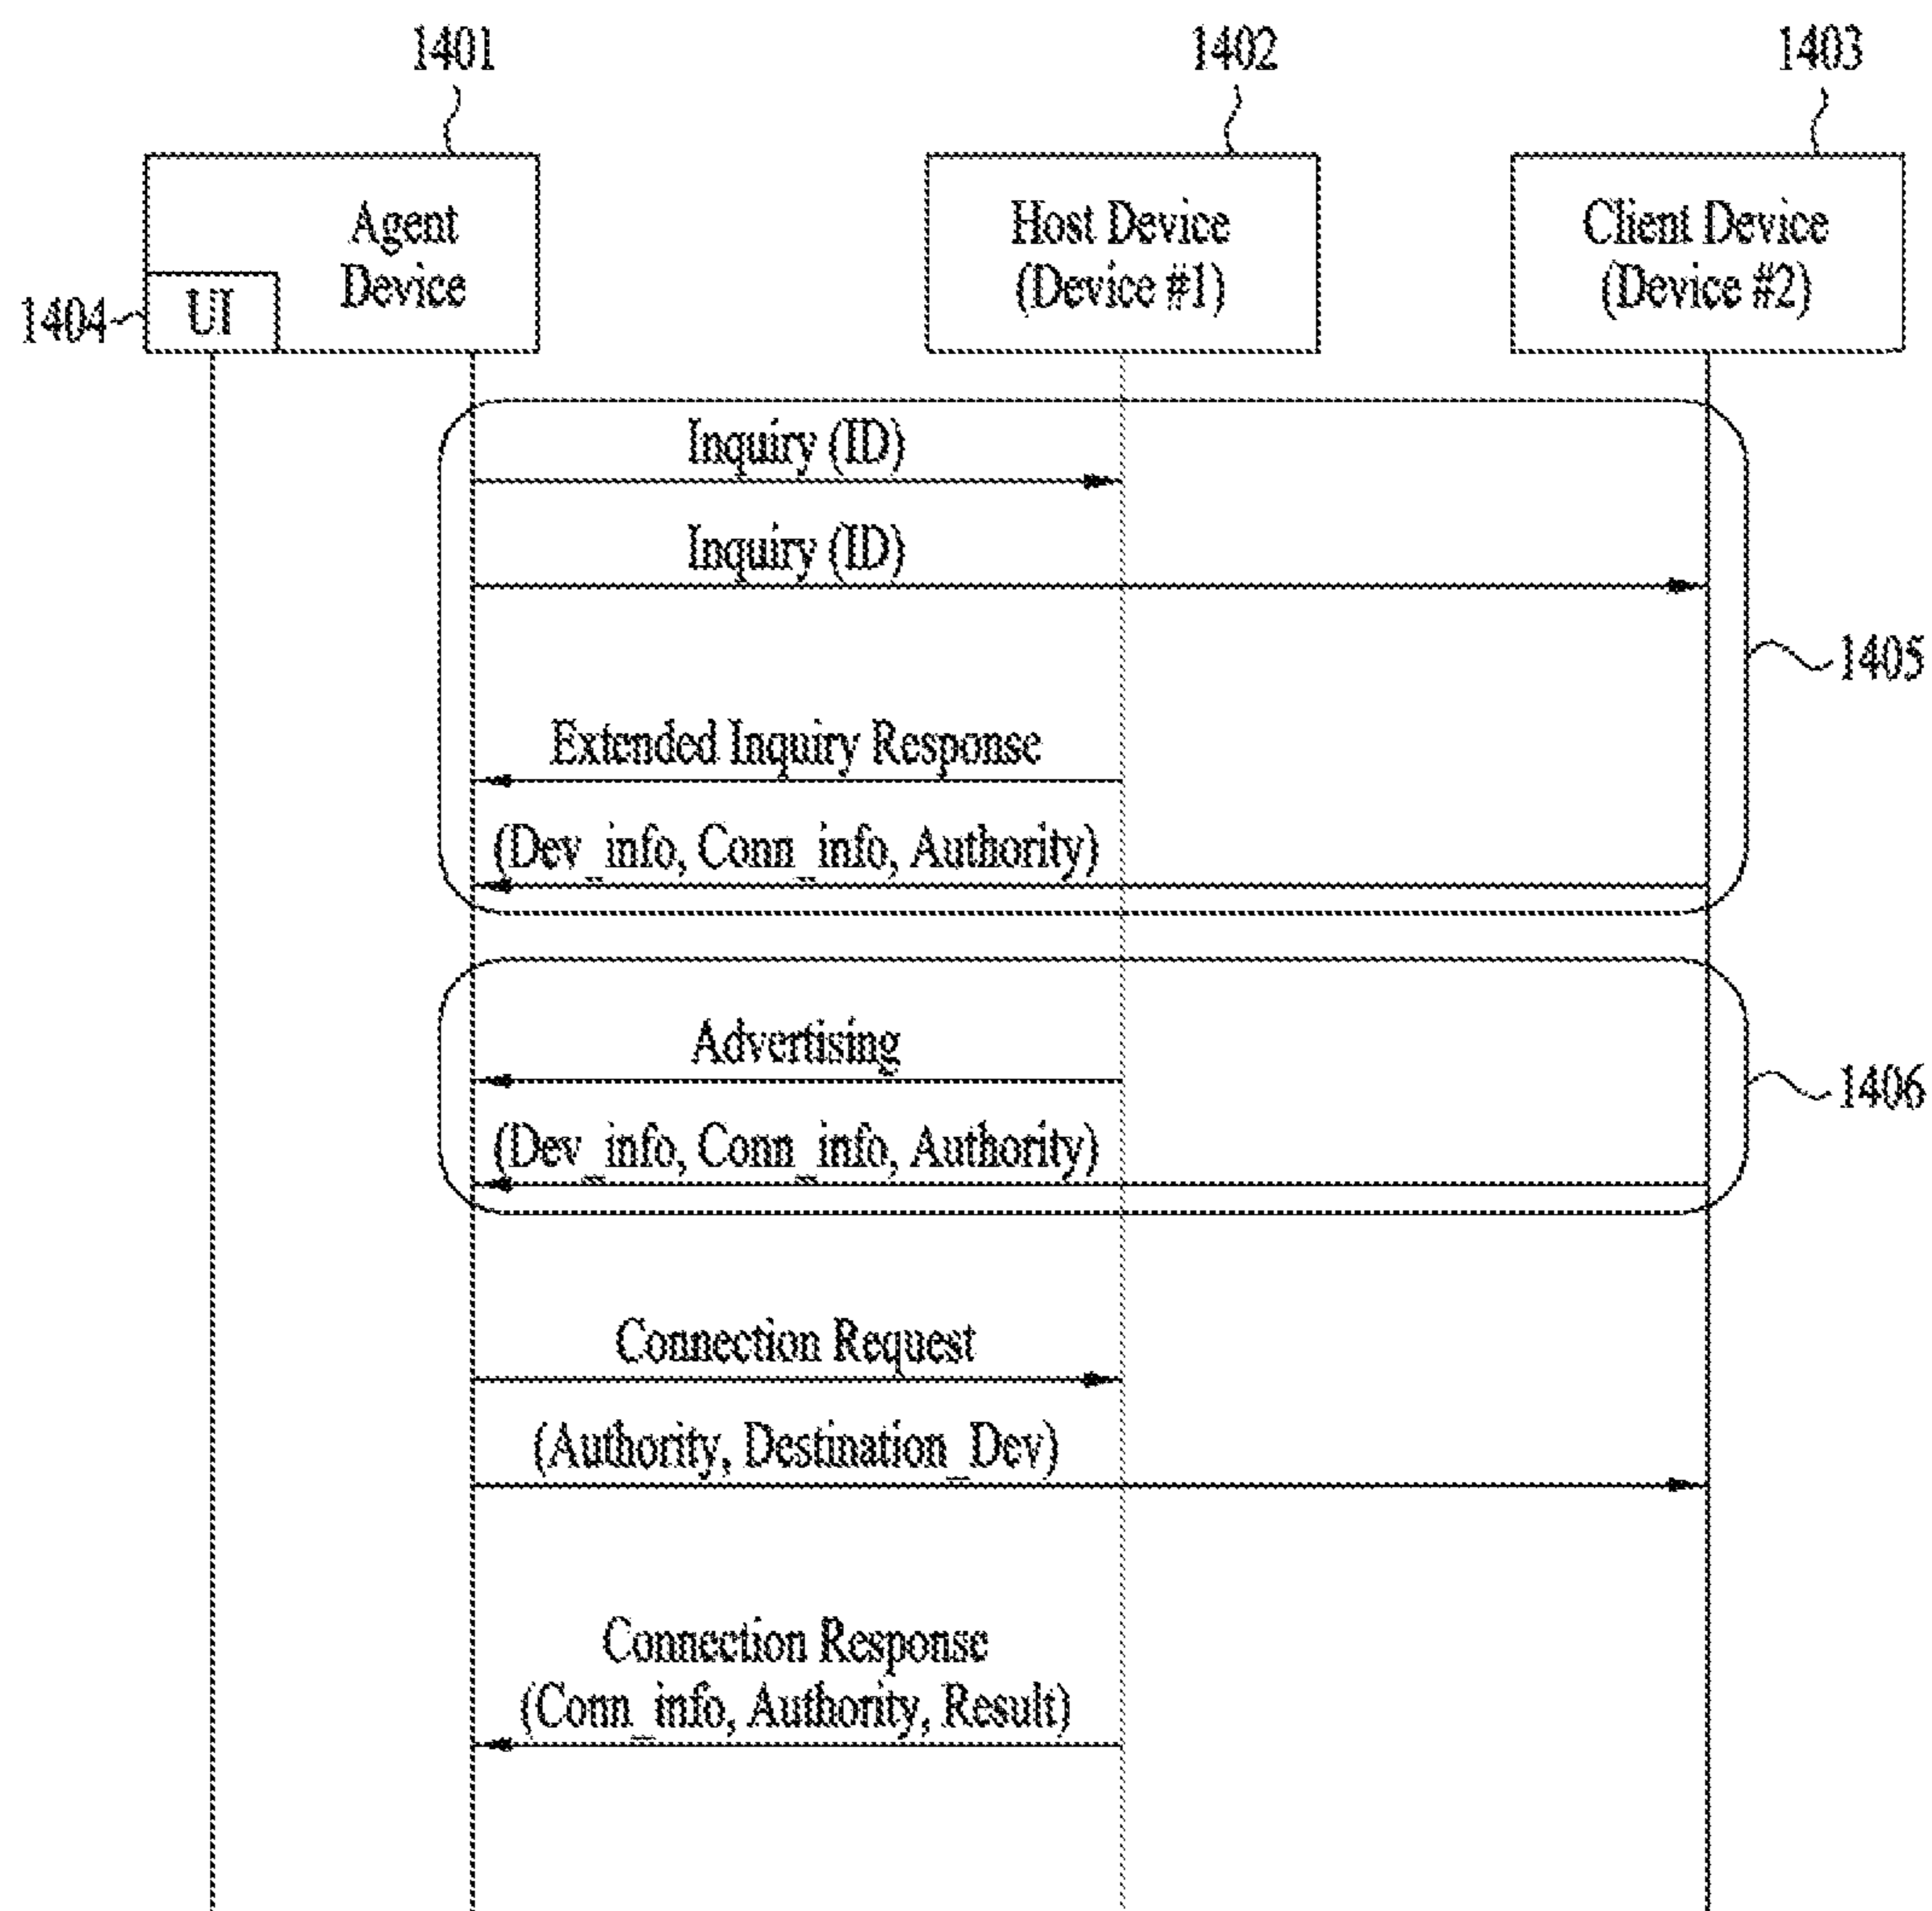 1401
1402
1403
Agent
Device
Host Device
(Device #1)
Client Device
(Device #2)
1404
UI
Inquiry (ID)
Inquiry (ID)
1405
Extended Inquiry Response
(Dev_info, Conn_info, Authority)
Advertising
1406
(Dev_info, Conn_info, Authority)
Connection Request
(Authority, Destination_Dev)
Connection Response
(Conn_info, Authority, Result)